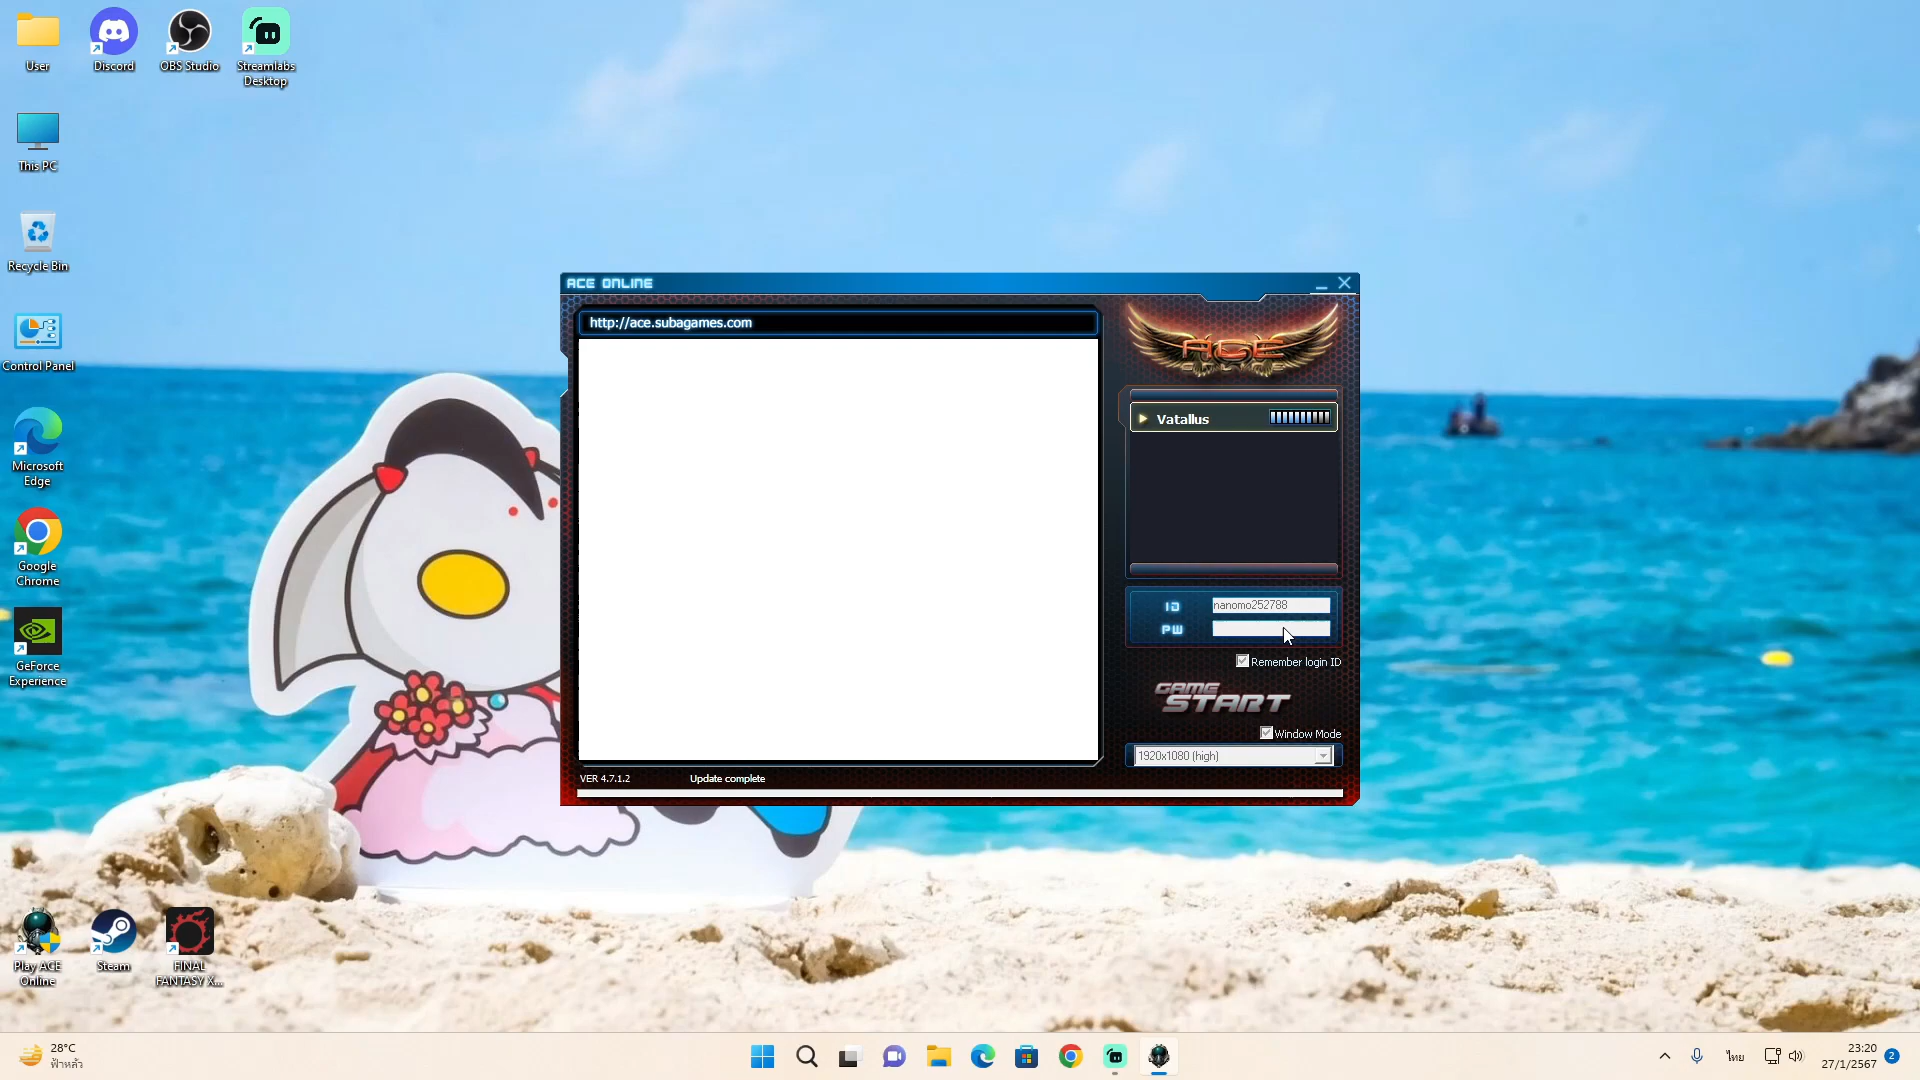 User
Discord
OBS Studio
Streamlabs
Desktop
This PC
Recycle Bin
Control Panel
Microsoft
Edge
Google
Chrome
GeForce
Experience
Play ACE
Online
Steam
FINAL
FANTASY X...
ACE ONLINE
http://ace.subagames.com
ACE
ONLINE
Vatallus
ID
nanomo252788
PW
Remember login ID
GAME
START
Window Mode
1920x1080 (high)
VER 4.7.1.2
Update complete
28°C
ฟ้าหลัว
ไทย
23:20
27/1/2567
2